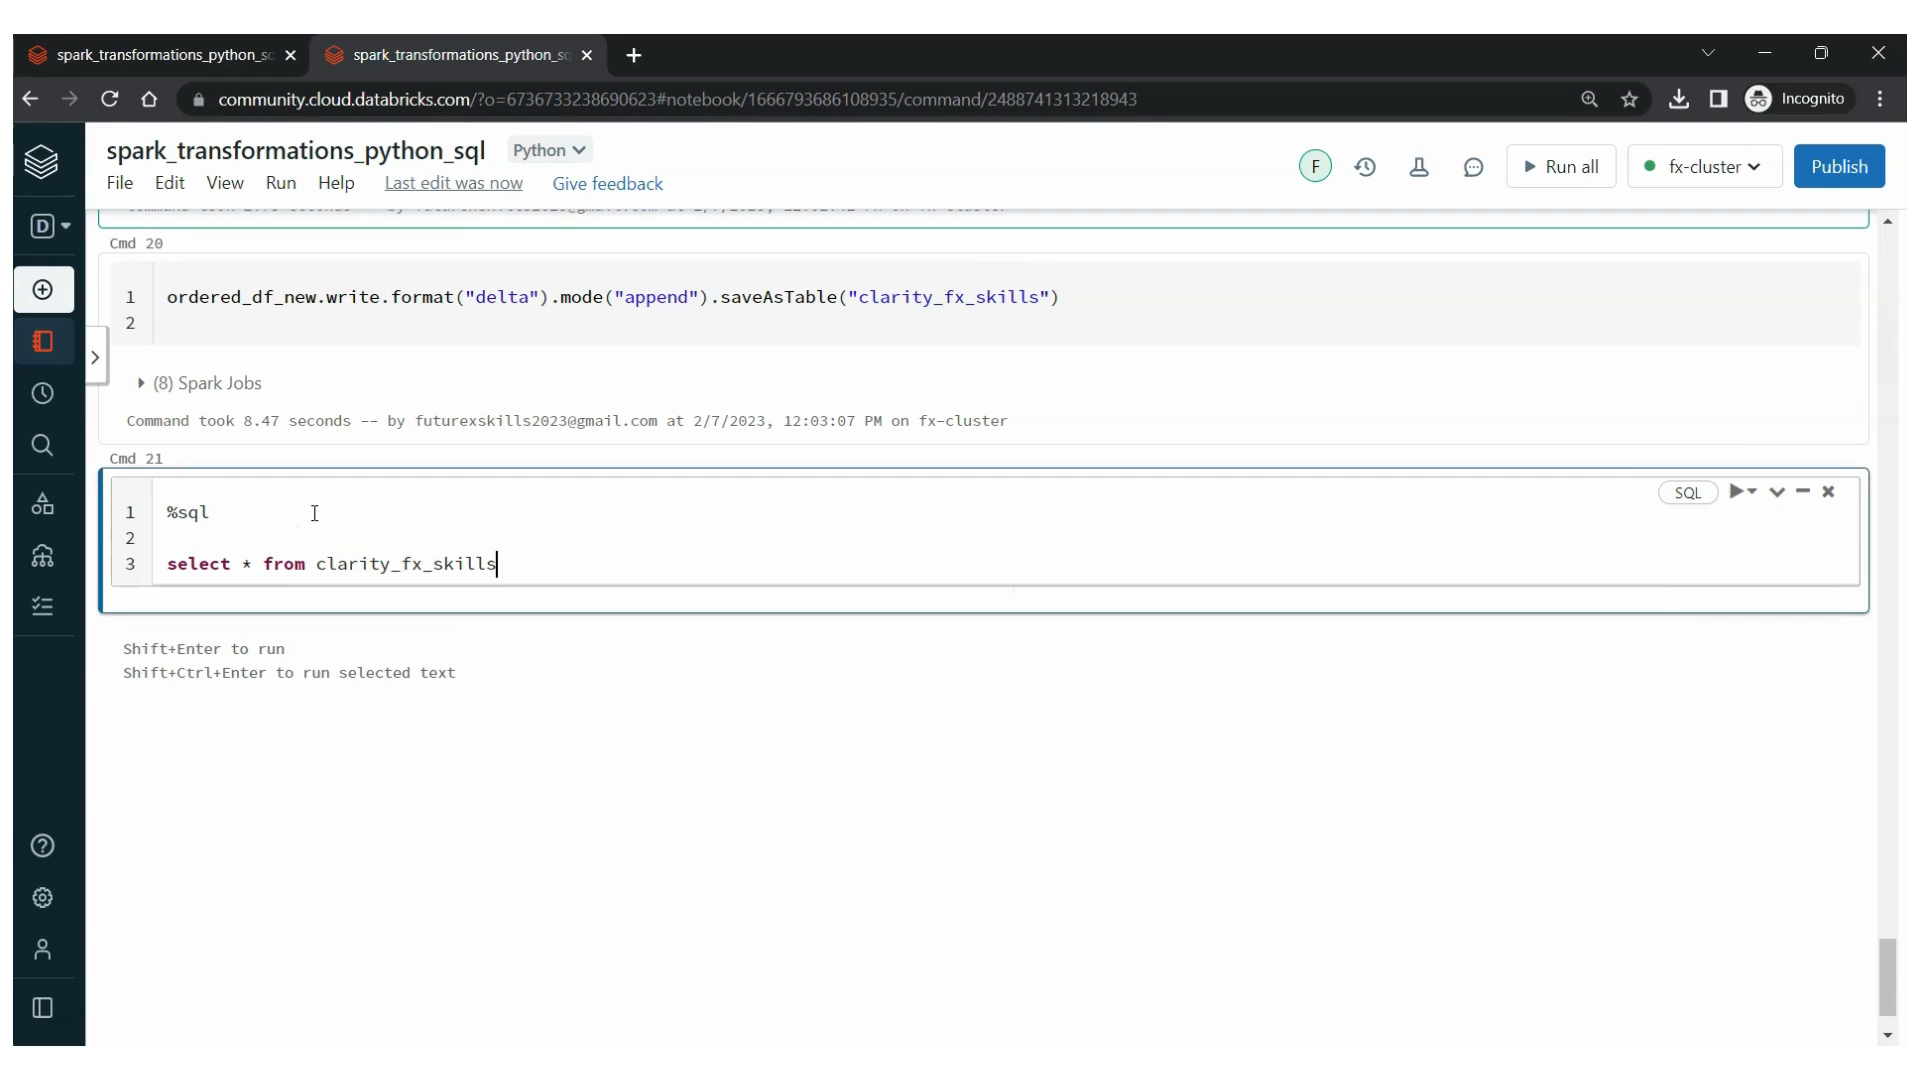 spark_transformations_python_sq
spark_transformations_python_sq
community.cloud.databricks.com/?o=6736733238690623#notebook/1666793686108935/command/2488741313218943
Incognito
spark_transformations_python_sql
Python
File Edit View Run Help Last edit was now Give feedback
F
Run all
fx-cluster
Publish
D
Cmd 20
1 ordered_df_new.write.format("delta").mode("append").saveAsTable("clarity_fx_skills")
2
(8) Spark Jobs
Command took 8.47 seconds -- by futurexskills2023@gmail.com at 2/7/2023, 12:03:07 PM on fx-cluster
Cmd 21
SQL
1 %sql
2
3 select * from clarity_fx_skills
Shift+Enter to run
Shift+Ctrl+Enter to run selected text